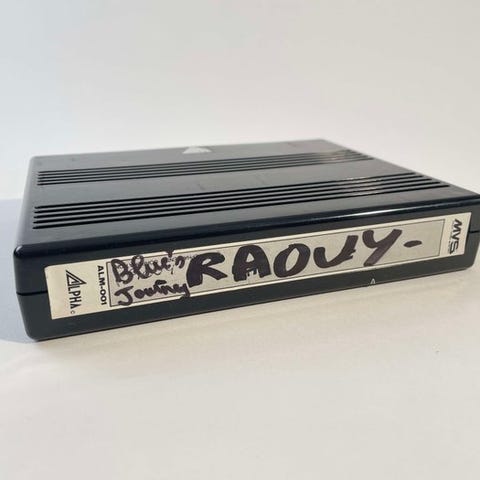 ALPHA
ALM-001
Blue's
Journey
RAOUY-
MVS